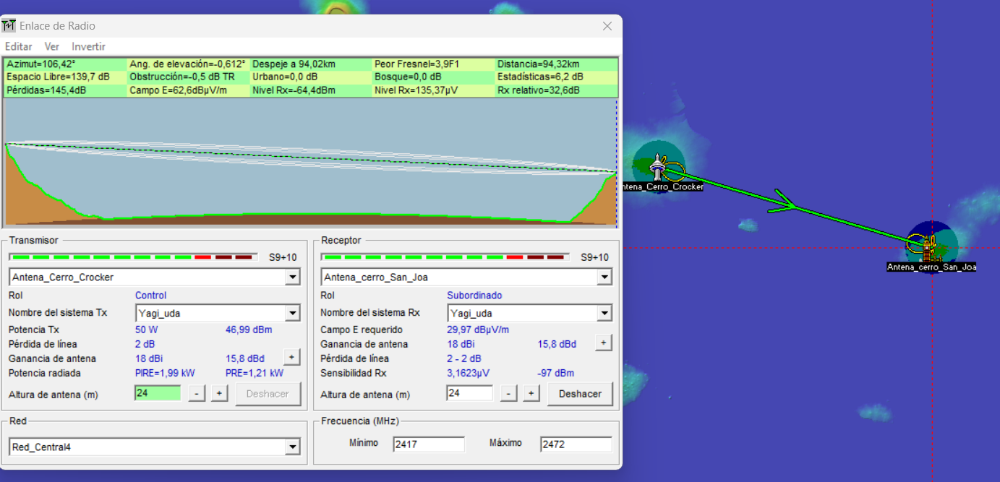 Enlace de Radio
Editar Ver Invertir
Azimut=106,42° Ang. de elevación=-0,612° Despeje a 94,02km Peor Fresnel=3,9F1 Distancia=94,32km
Espacio Libre=139,7 dB Obstrucción=-0,5 dB TR Urbano=0,0 dB Bosque=0,0 dB Estadísticas=6,2 dB
Pérdidas=145,4dB Campo E=62,6dBµV/m Nivel Rx=-64,4dBm Nivel Rx=135,37µV Rx relativo=32,6dB
Transmisor
S9+10
Antena_Cerro_Crocker
Rol Control
Nombre del sistema Tx Yagi_uda
Potencia Tx 50 W 46,99 dBm
Pérdida de línea 2 dB
Ganancia de antena 18 dBi 15,8 dBd +
Potencia radiada PIRE=1,99 kW PRE=1,21 kW
Altura de antena (m) 24 - + Deshacer
Receptor
S9+10
Antena_cerro_San_Joa
Rol Subordinado
Nombre del sistema Rx Yagi_uda
Campo E requerido 29,97 dBµV/m
Ganancia de antena 18 dBi 15,8 dBd +
Pérdida de línea 2 - 2 dB
Sensibilidad Rx 3,1623µV -97 dBm
Altura de antena (m) 24 - + Deshacer
Red
Red_Central4
Frecuencia (MHz)
Mínimo 2417 Máximo 2472
ntena_Cerro_Crocker
Antena_cerro_San_Joa